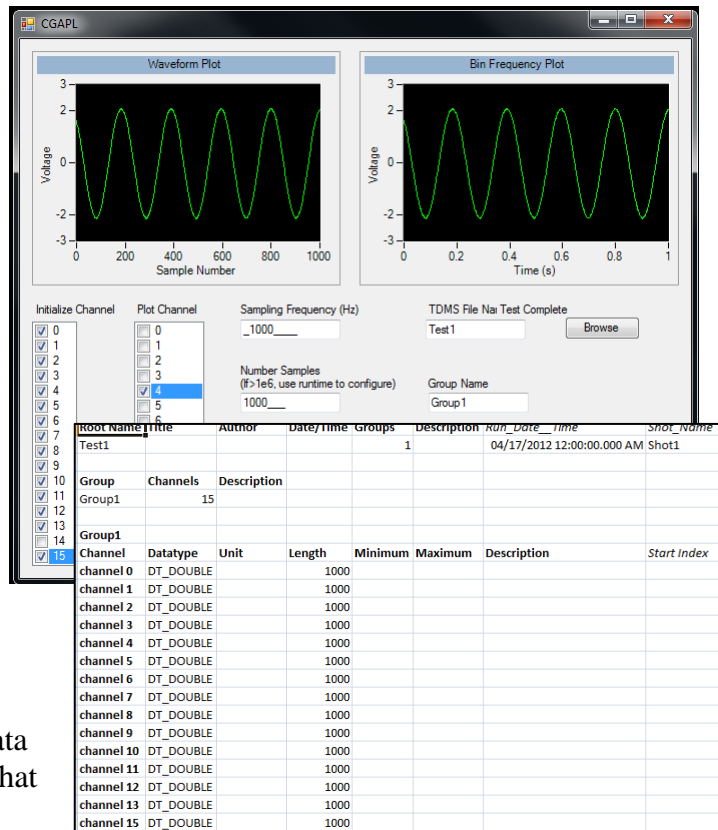 CGAPL
Waveform Plot
3
2
0
-2
-3
Voltage
0 200 400 600 800 1000
Sample Number
Bin Frequency Plot
3
2
0
-2
-3
Voltage
0 0.2 0.4 0.6 0.8 1
Time (s)
Initialize Channel
0
1
2
3
4
5
6
7
8
9
10
11
12
13
14
15
Plot Channel
0
1
2
3
4
5
6
Sampling Frequency (Hz)
_1000____
Number Samples
(If>1e6, use runtime to configure)
1000___
TDMS File Nar Test Complete
Test1
Browse
Group Name
Group1
Root Name Title Author Date/Time Groups Description Run_Date__Time Shot_Name
Test1 1 04/17/2012 12:00:00.000 AM Shot1
Group Channels Description
Group1 15
Group1
Channel Datatype Unit Length Minimum Maximum Description Start Index
channel 0 DT_DOUBLE 1000
channel 1 DT_DOUBLE 1000
channel 2 DT_DOUBLE 1000
channel 3 DT_DOUBLE 1000
channel 4 DT_DOUBLE 1000
channel 5 DT_DOUBLE 1000
channel 6 DT_DOUBLE 1000
channel 7 DT_DOUBLE 1000
channel 8 DT_DOUBLE 1000
channel 9 DT_DOUBLE 1000
channel 10 DT_DOUBLE 1000
channel 11 DT_DOUBLE 1000
channel 12 DT_DOUBLE 1000
channel 13 DT_DOUBLE 1000
channel 15 DT_DOUBLE 1000
ata
hat